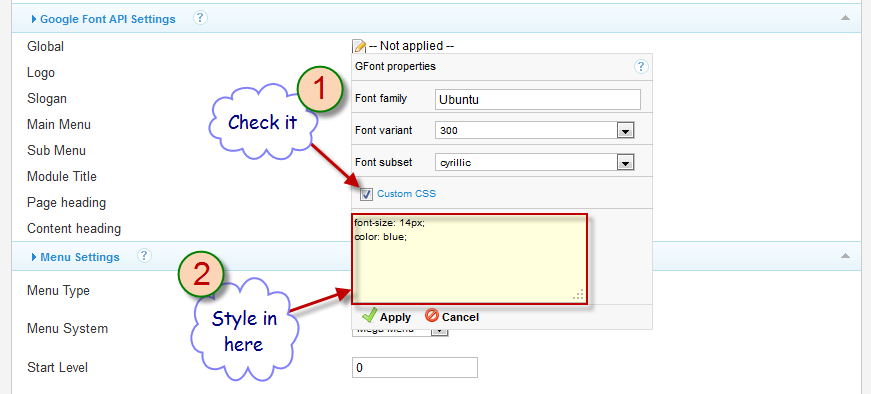 Google Font API Settings ?
Global -- Not applied --
GFont properties ?
Logo
Slogan
Font family Ubuntu
Main Menu
Font variant 300
Sub Menu
Font subset cyrillic
Module Title
Custom CSS
Page heading
Content heading
font-size: 14px;
color: blue;
1
Check it
Menu Settings ?
2
Style in
here
Menu Type
Apply Cancel
Menu System Mega Menu
Start Level 0